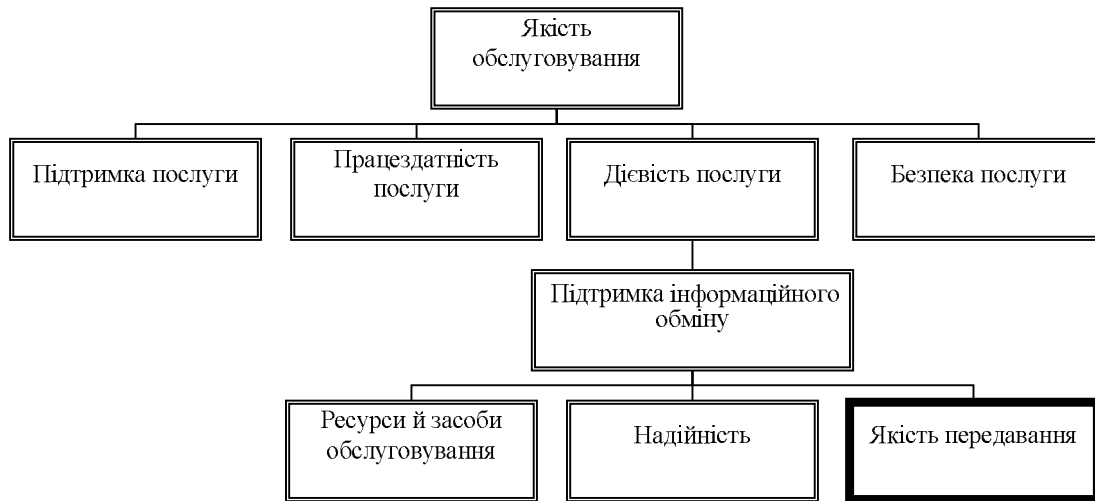 Якість
обслуговування
Підтримка послуги
Працездатність
послуги
Дієвість послуги
Безпека послуги
Підтримка інформаційного
обміну
Ресурси й засоби
обслуговування
Надійність
Якість передавання